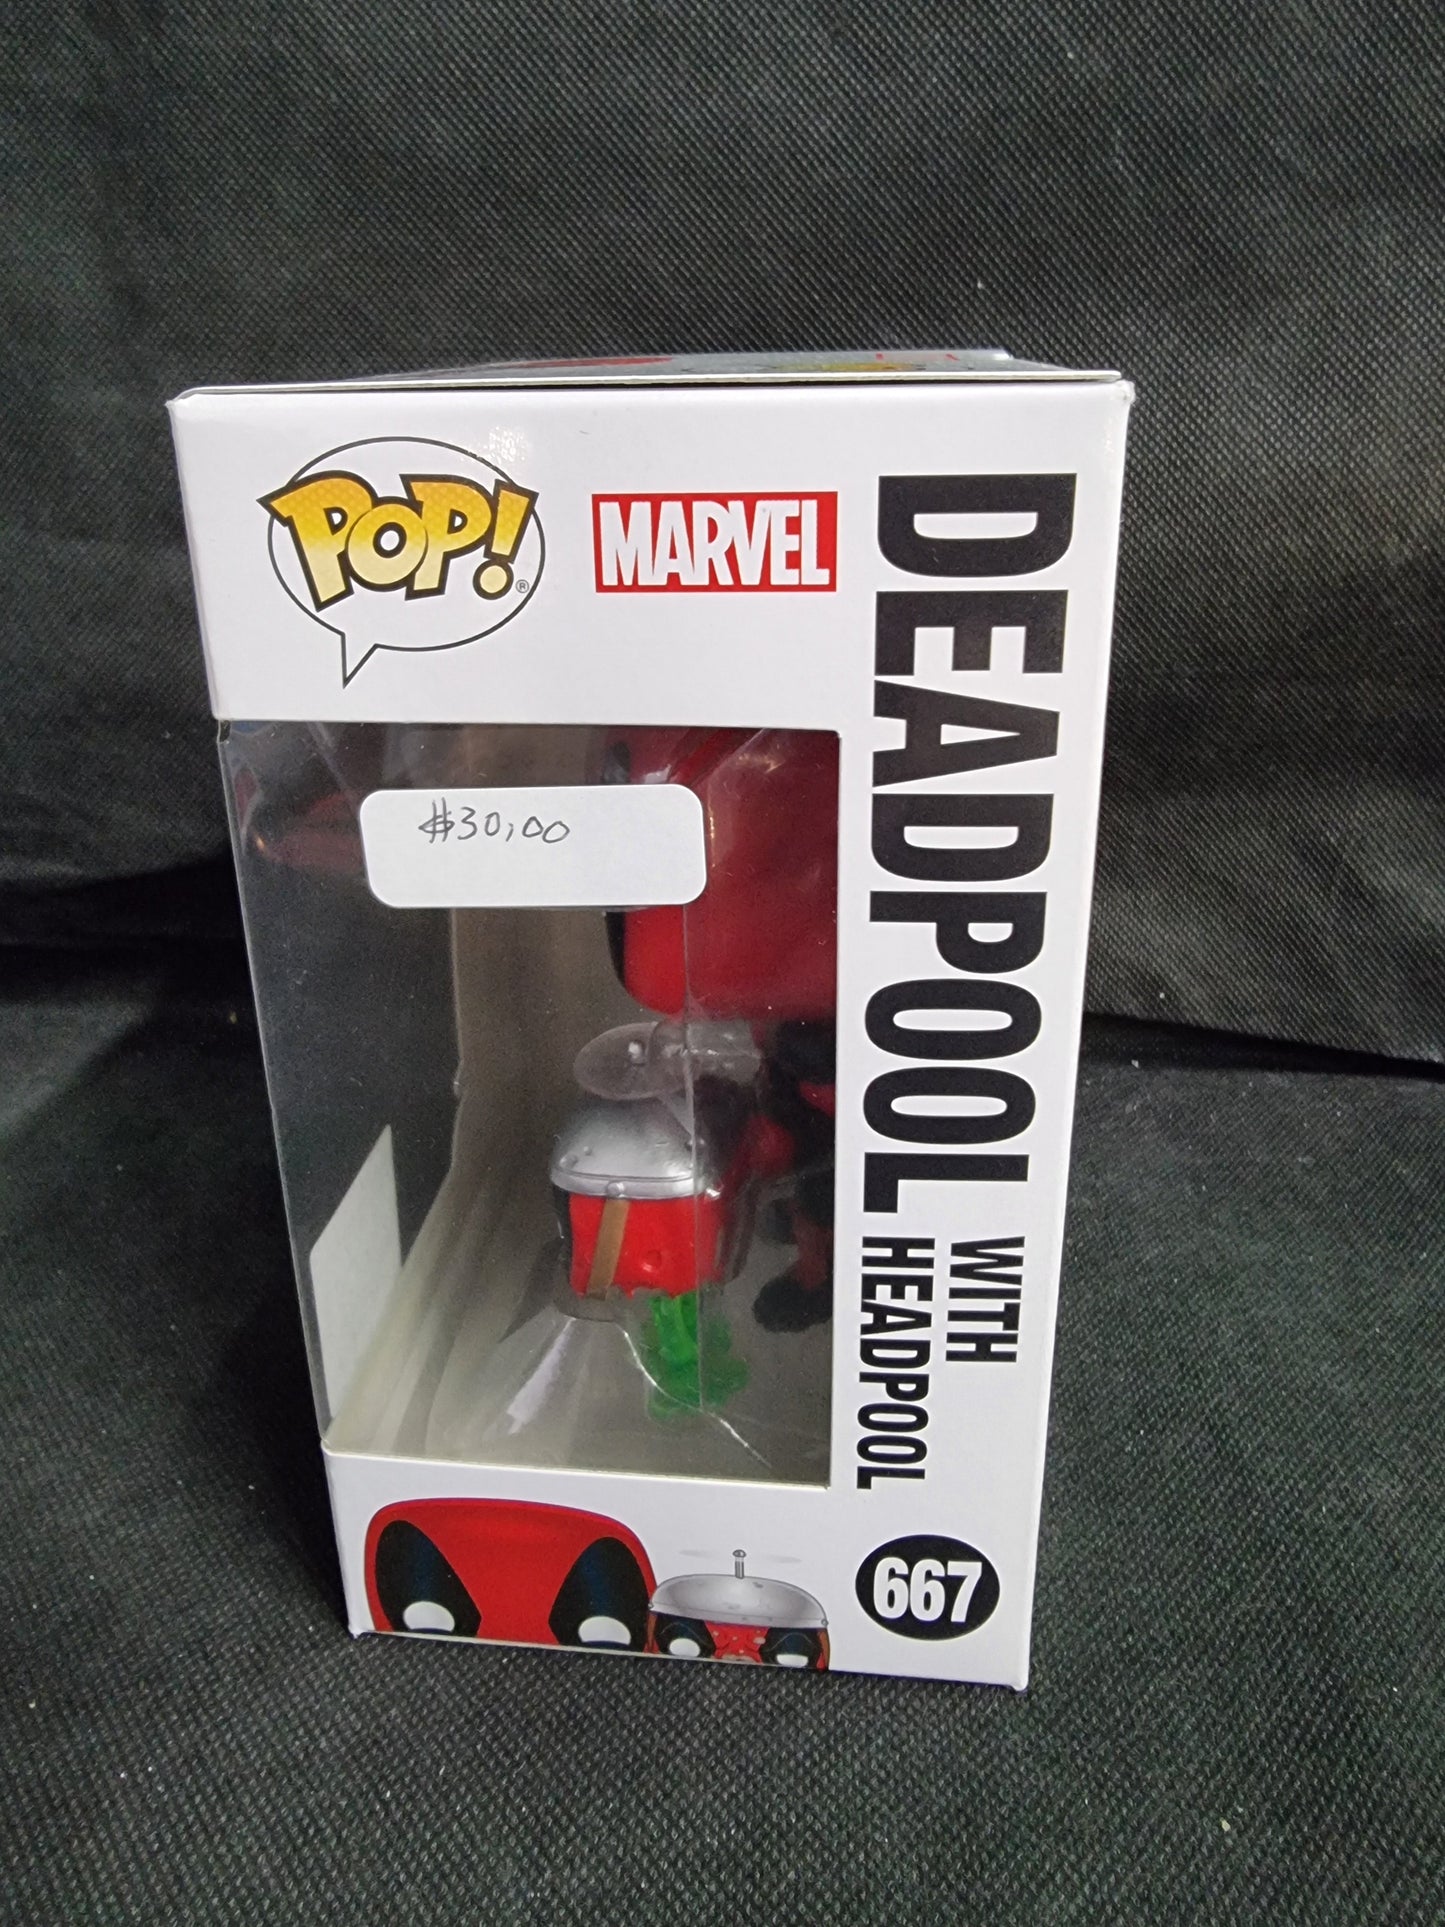 POP!®
MARVEL
$30,00
DEADPOOL
WITH
HEADPOOL
667